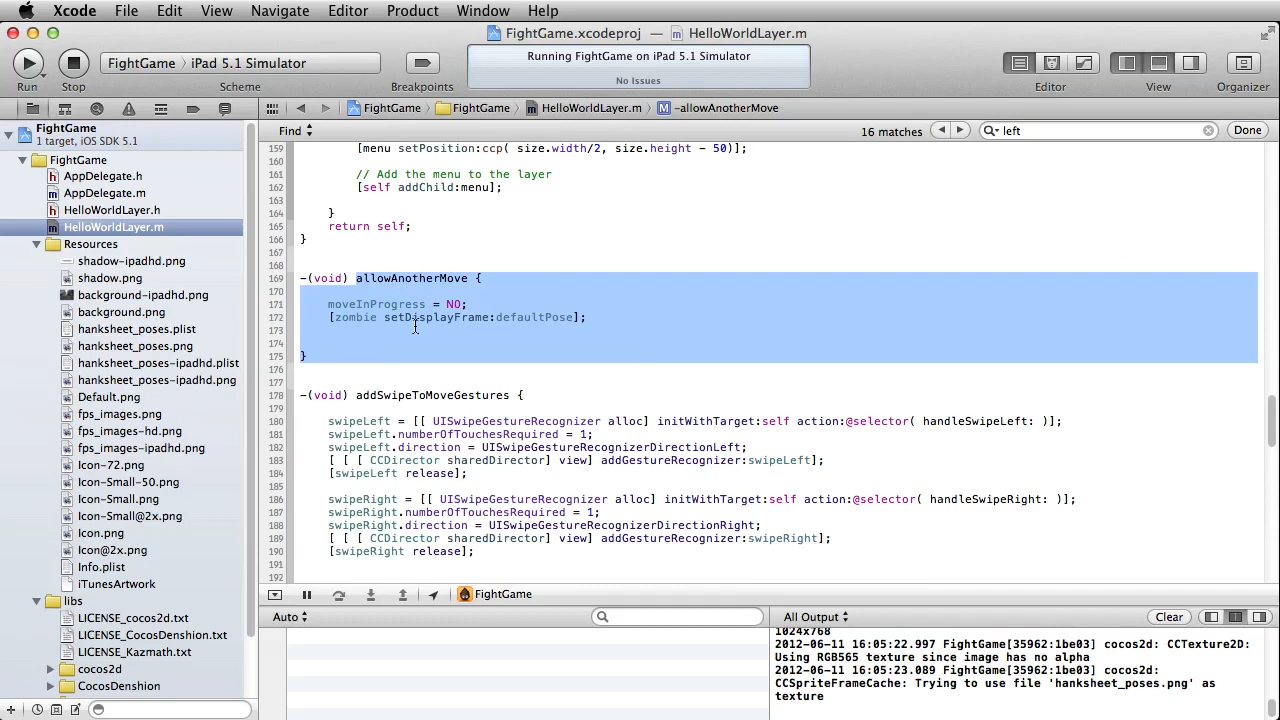 Xcode File Edit View Navigate Editor Product Window Help
FightGame.xcodeproj — HelloWorldLayer.m
FightGame › iPad 5.1 Simulator
Running FightGame on iPad 5.1 Simulator
No Issues
Run Stop Scheme Breakpoints Editor View Organizer
FightGame › FightGame › HelloWorldLayer.m › M -allowAnotherMove
Find 16 matches left Done
FightGame
1 target, iOS SDK 5.1
FightGame
h AppDelegate.h
m AppDelegate.m
h HelloWorldLayer.h
m HelloWorldLayer.m
Resources
shadow-ipadhd.png
shadow.png
background-ipadhd.png
background.png
hanksheet_poses.plist
hanksheet_poses.png
hanksheet_poses-ipadhd.plist
hanksheet_poses-ipadhd.png
Default.png
fps_images.png
fps_images-hd.png
fps_images-ipadhd.png
Icon-72.png
Icon-Small-50.png
Icon-Small.png
Icon-Small@2x.png
Icon.png
Icon@2x.png
Info.plist
iTunesArtwork
libs
LICENSE_cocos2d.txt
LICENSE_CocosDenshion.txt
LICENSE_Kazmath.txt
cocos2d
CocosDenshion
159 [menu setPosition:ccp( size.width/2, size.height - 50)];
160
161 // Add the menu to the layer
162 [self addChild:menu];
163
164 }
165 return self;
166 }
167
168
169 -(void) allowAnotherMove {
170
171 moveInProgress = NO;
172 [zombie setDisplayFrame:defaultPose];
173
174
175 }
176
177
178 -(void) addSwipeToMoveGestures {
179
180 swipeLeft = [[ UISwipeGestureRecognizer alloc] initWithTarget:self action:@selector( handleSwipeLeft: )];
181 swipeLeft.numberOfTouchesRequired = 1;
182 swipeLeft.direction = UISwipeGestureRecognizerDirectionLeft;
183 [ [ [ CCDirector sharedDirector] view] addGestureRecognizer:swipeLeft];
184 [swipeLeft release];
185
186 swipeRight = [[ UISwipeGestureRecognizer alloc] initWithTarget:self action:@selector( handleSwipeRight: )];
187 swipeRight.numberOfTouchesRequired = 1;
188 swipeRight.direction = UISwipeGestureRecognizerDirectionRight;
189 [ [ [ CCDirector sharedDirector] view] addGestureRecognizer:swipeRight];
190 [swipeRight release];
191
192
FightGame
Auto All Output Clear
1024x768
2012-06-11 16:05:22.997 FightGame[35962:1be03] cocos2d: CCTexture2D:
Using RGB565 texture since image has no alpha
2012-06-11 16:05:23.089 FightGame[35962:1be03] cocos2d:
CCSpriteFrameCache: Trying to use file 'hanksheet_poses.png' as
texture